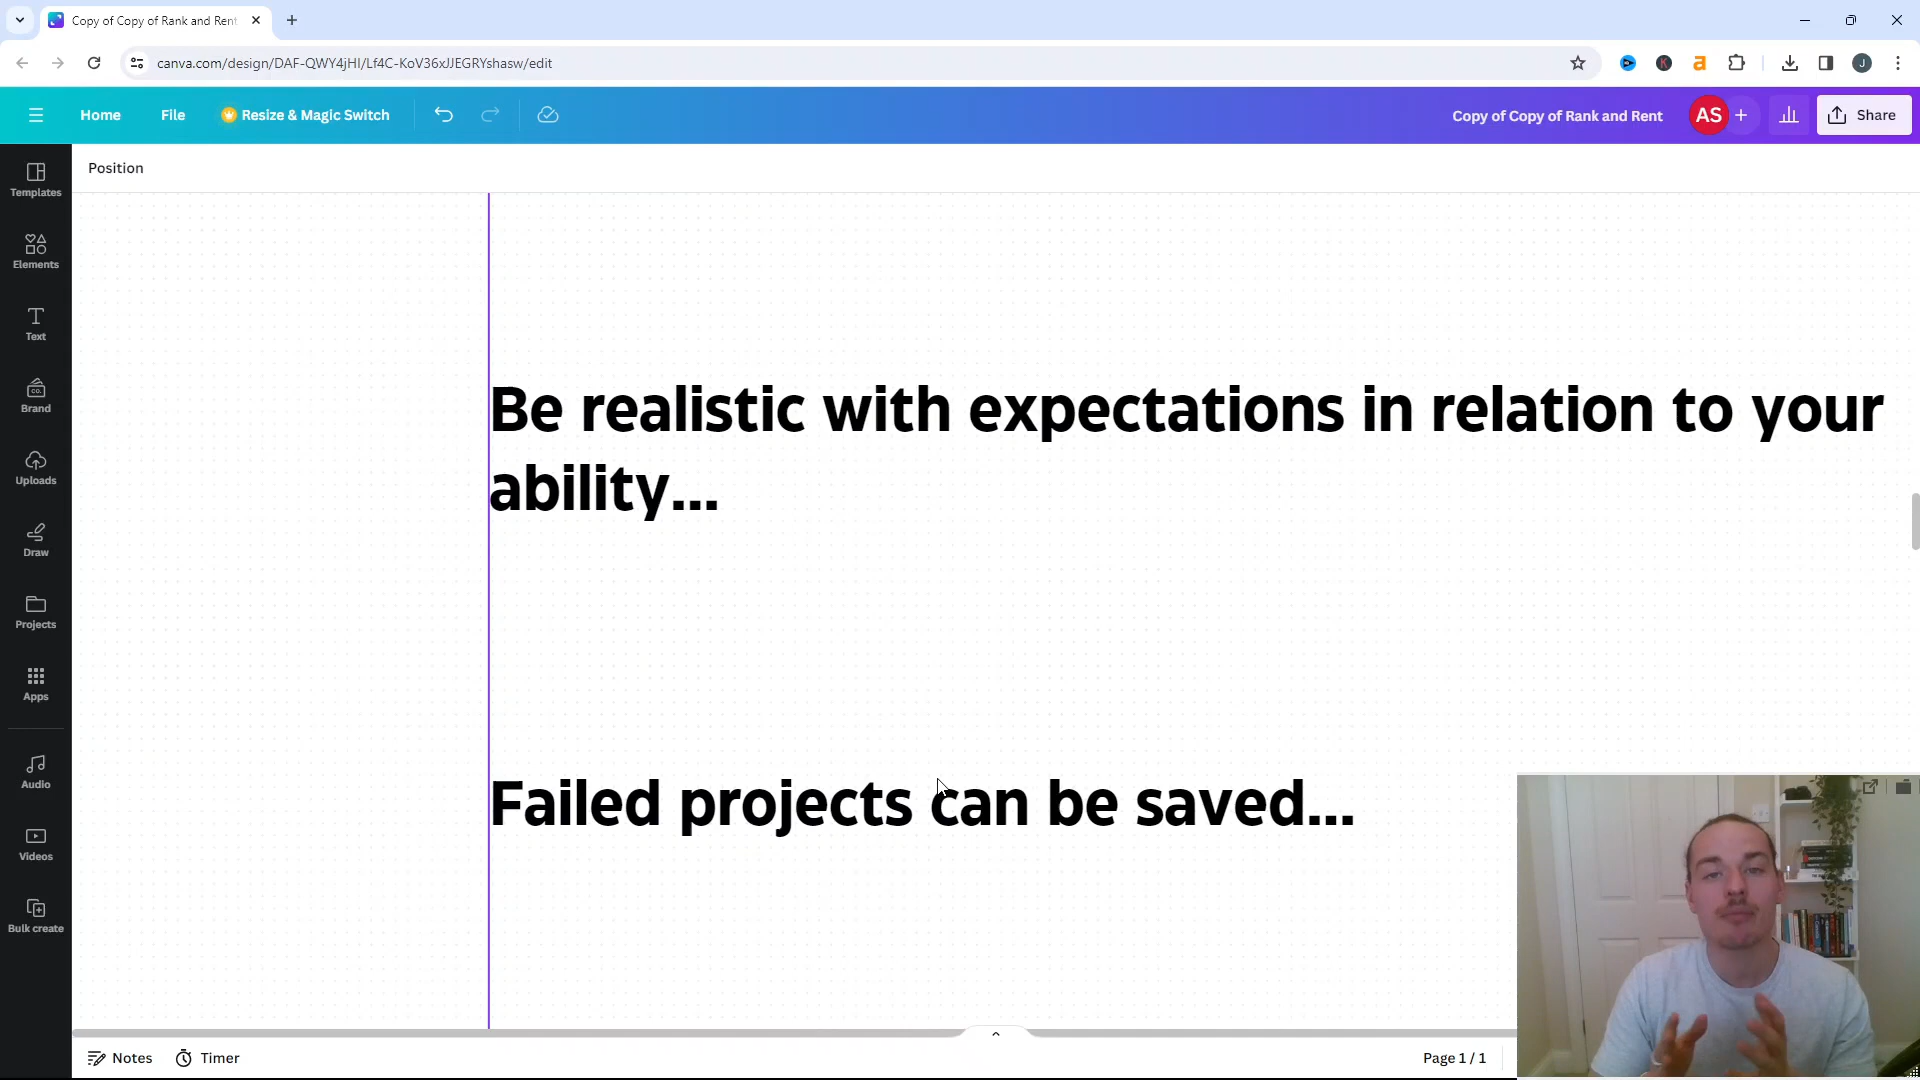 Copy of Copy of Rank and Rent
canva.com/design/DAF-QWY4jHI/Lf4C-KoV36xJJEGRYshasw/edit
K
a
J
Home
File
Resize & Magic Switch
Copy of Copy of Rank and Rent
AS
+
Share
Position
Templates
Elements
Text
Brand
Uploads
Draw
Projects
Apps
Audio
Videos
Bulk create
Be realistic with expectations in relation to your
ability...
Failed projects can be saved...
Notes
Timer
Page 1 / 1